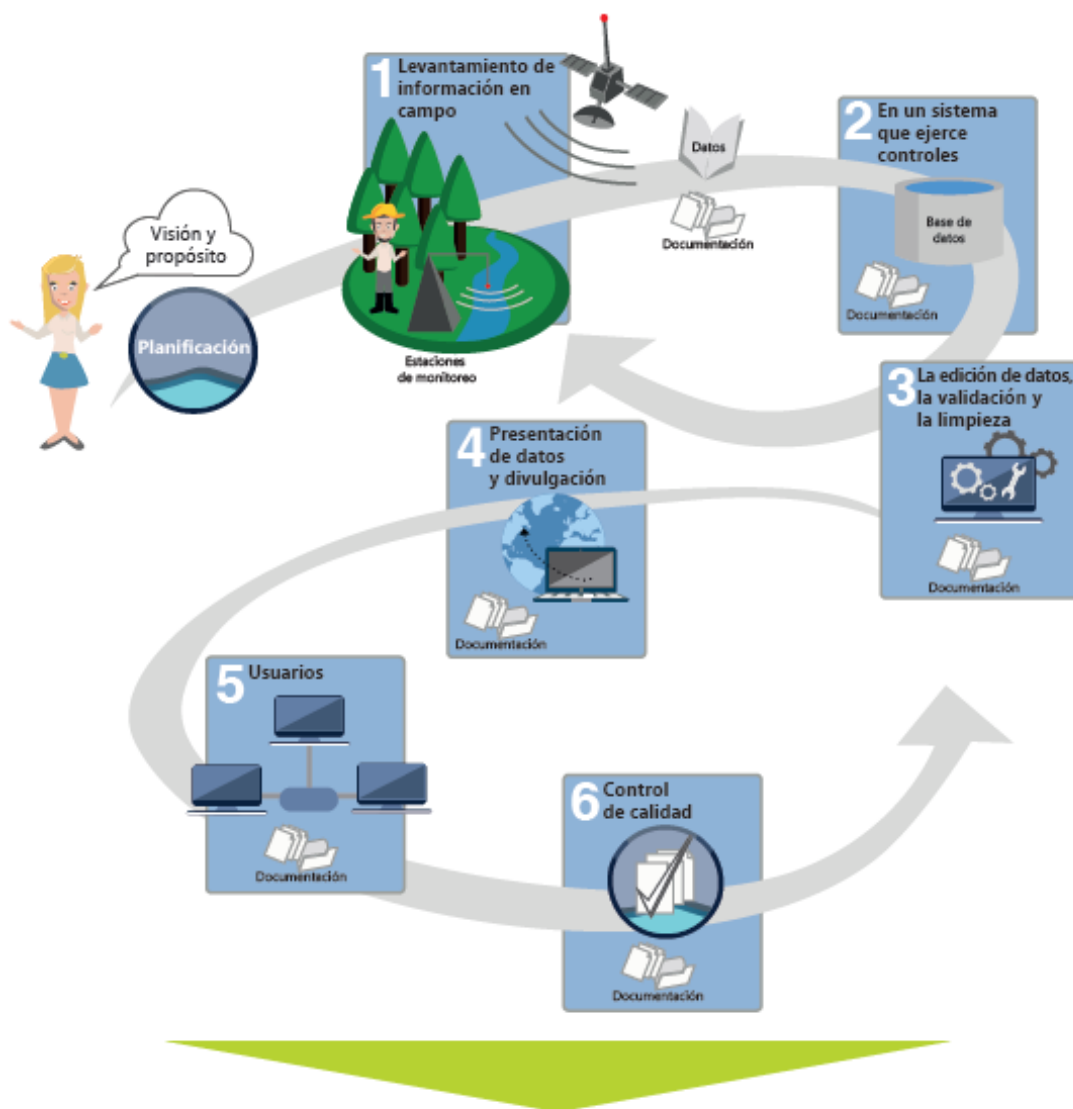 Visión y
propósito
Planificación
1
Levantamiento de
información en
campo
Estaciones
de monitoreo
Datos
Documentación
2
En un sistema
que ejerce
controles
Base de
datos
Documentación
3
La edición de datos,
la validación y
la limpieza
Documentación
4
Presentación
de datos
y divulgación
Documentación
5
Usuarios
Documentación
6
Control
de calidad
Documentación